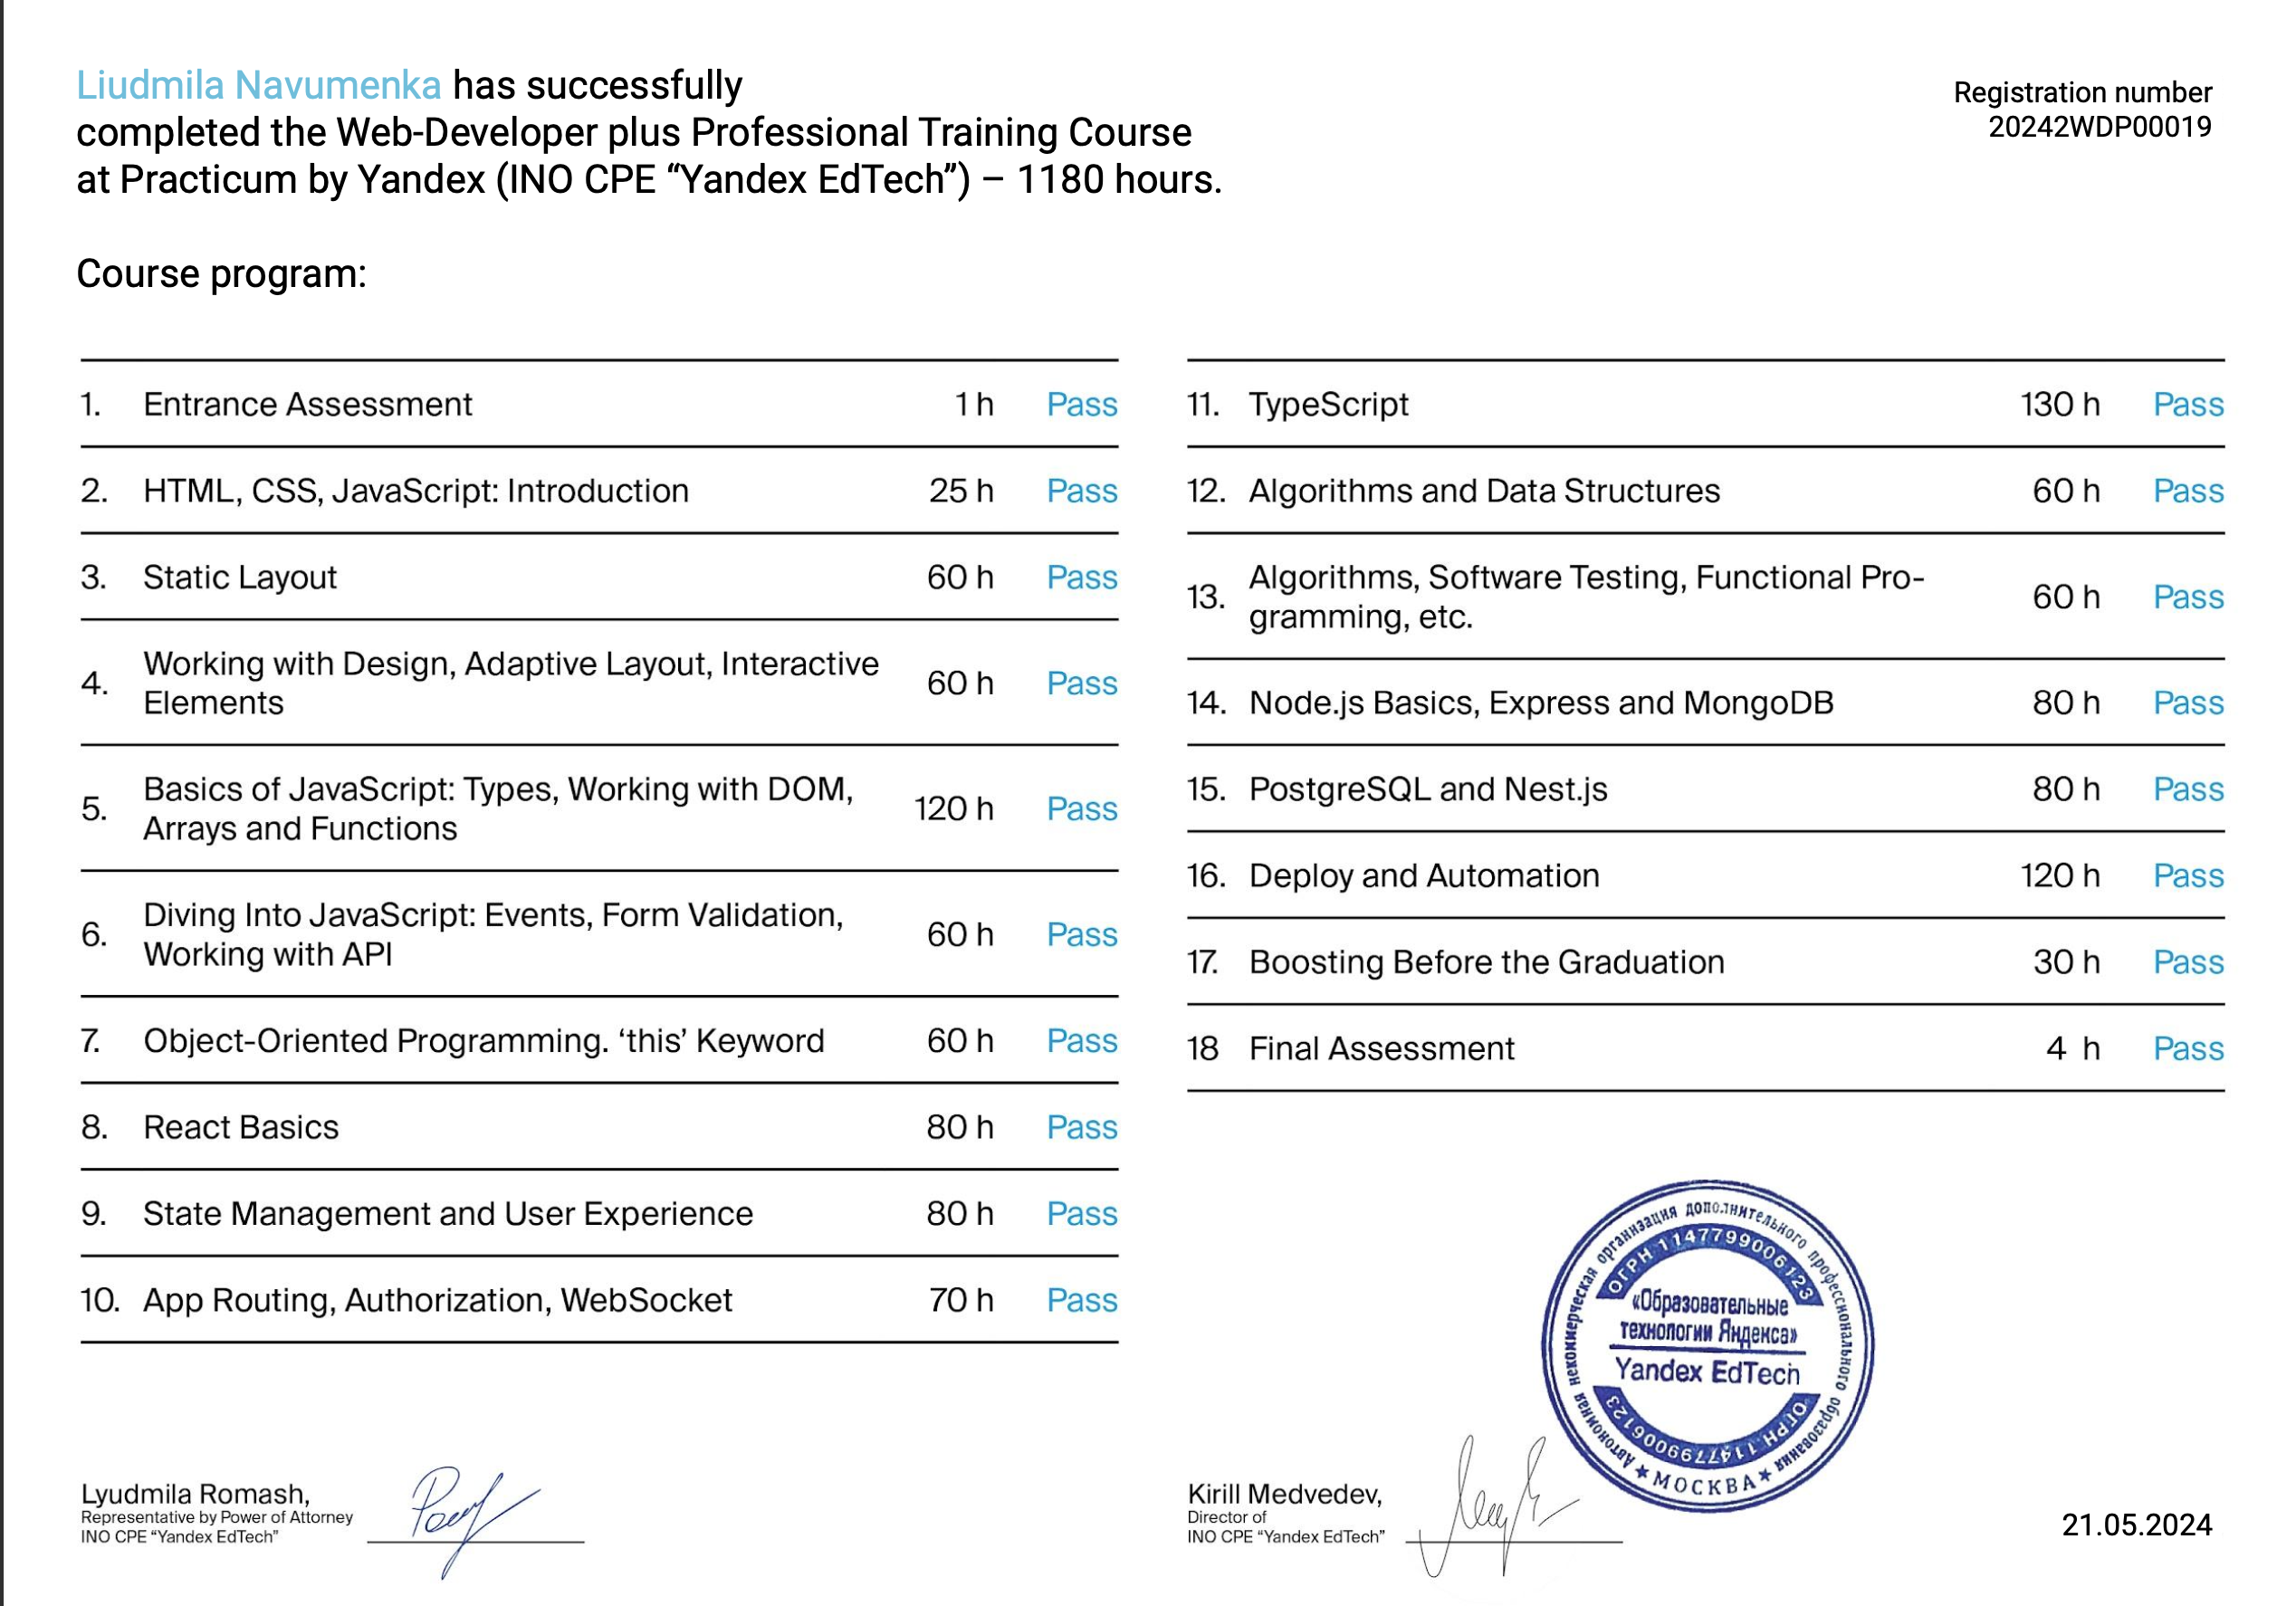 Liudmila Navumenka has successfully
completed the Web-Developer plus Professional Training Course
at Practicum by Yandex (INO CPE “Yandex EdTech”) – 1180 hours.
Registration number
20242WDP00019
Course program:
1. Entrance Assessment 1 h Pass
2. HTML, CSS, JavaScript: Introduction 25 h Pass
3. Static Layout 60 h Pass
4. Working with Design, Adaptive Layout, Interactive
Elements 60 h Pass
5. Basics of JavaScript: Types, Working with DOM,
Arrays and Functions 120 h Pass
6. Diving Into JavaScript: Events, Form Validation,
Working with API 60 h Pass
7. Object-Oriented Programming. ‘this’ Keyword 60 h Pass
8. React Basics 80 h Pass
9. State Management and User Experience 80 h Pass
10. App Routing, Authorization, WebSocket 70 h Pass
11. TypeScript 130 h Pass
12. Algorithms and Data Structures 60 h Pass
13. Algorithms, Software Testing, Functional Pro-
gramming, etc. 60 h Pass
14. Node.js Basics, Express and MongoDB 80 h Pass
15. PostgreSQL and Nest.js 80 h Pass
16. Deploy and Automation 120 h Pass
17. Boosting Before the Graduation 30 h Pass
18 Final Assessment 4 h Pass
Автономная некоммерческая организация дополнительного профессионального образования
ОГРН 1147799006123
«Образовательные
технологии Яндекса»
Yandex EdTech
ОГРН 1147799006123
★ МОСКВА ★
Lyudmila Romash,
Representative by Power of Attorney
INO CPE “Yandex EdTech”
Kirill Medvedev,
Director of
INO CPE “Yandex EdTech”
21.05.2024